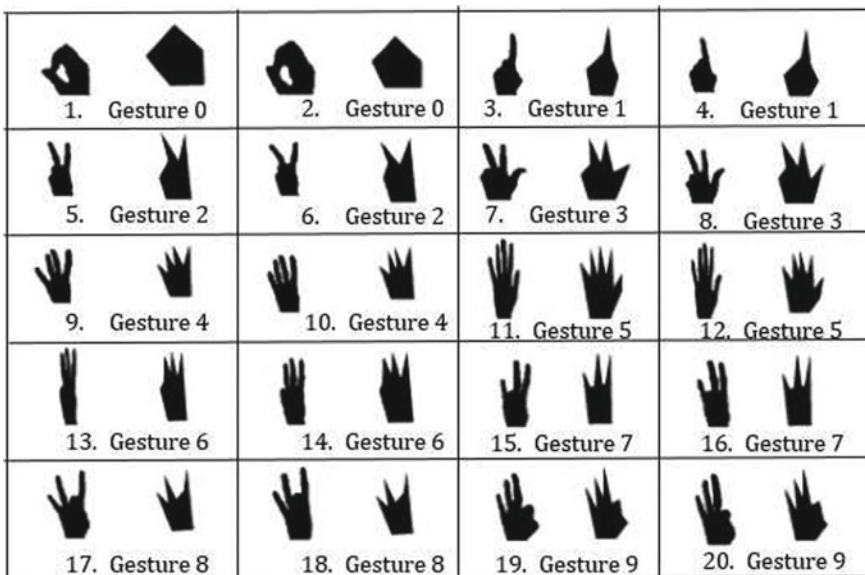 1. Gesture 0
2. Gesture 0
3. Gesture 1
4. Gesture 1
5. Gesture 2
6. Gesture 2
7. Gesture 3
8. Gesture 3
9. Gesture 4
10. Gesture 4
11. Gesture 5
12. Gesture 5
13. Gesture 6
14. Gesture 6
15. Gesture 7
16. Gesture 7
17. Gesture 8
18. Gesture 8
19. Gesture 9
20. Gesture 9